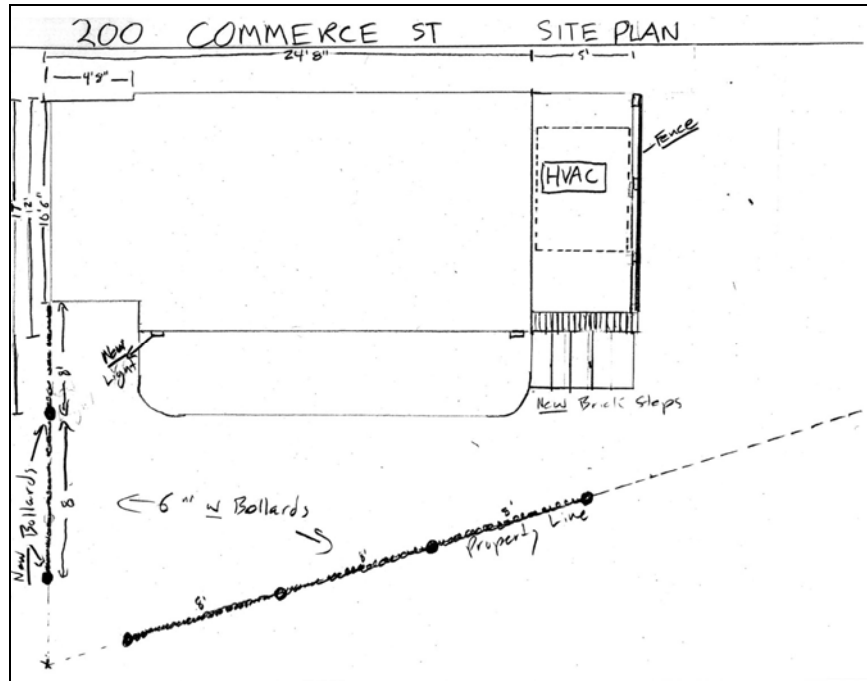 200 COMMERCE ST SITE PLAN
24'8"
5'
4'8"
17'
12'
10'6"
Fence
HVAC
New
Light
8'
New Brick Steps
New Bollards
8
Bollards
8'
8'
8'
Property Line